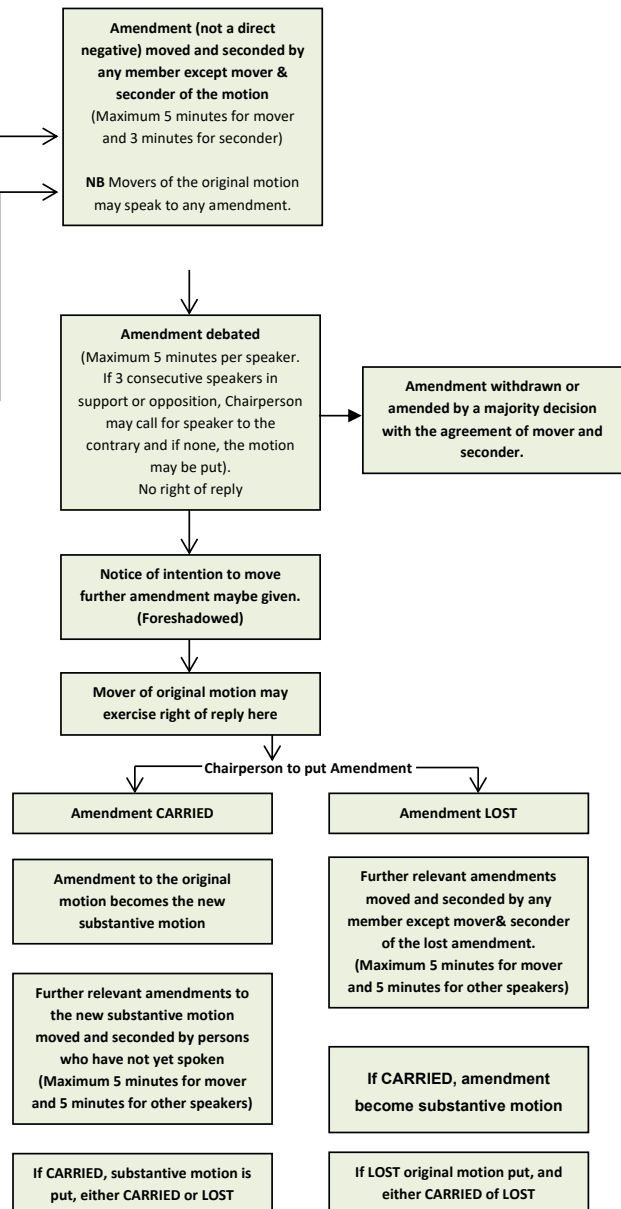 Amendment (not a direct
negative) moved and seconded by
any member except mover &
seconder of the motion
(Maximum 5 minutes for mover
and 3 minutes for seconder)
NB Movers of the original motion
may speak to any amendment.
Amendment debated
(Maximum 5 minutes per speaker.
If 3 consecutive speakers in
support or opposition, Chairperson
may call for speaker to the
contrary and if none, the motion
may be put).
No right of reply
Amendment withdrawn or
amended by a majority decision
with the agreement of mover and
seconder.
Notice of intention to move
further amendment maybe given.
(Foreshadowed)
Mover of original motion may
exercise right of reply here
Chairperson to put Amendment
Amendment CARRIED
Amendment to the original
motion becomes the new
substantive motion
Further relevant amendments to
the new substantive motion
moved and seconded by persons
who have not yet spoken
(Maximum 5 minutes for mover
and 5 minutes for other speakers)
If CARRIED, substantive motion is
put, either CARRIED or LOST
Amendment LOST
Further relevant amendments
moved and seconded by any
member except mover& seconder
of the lost amendment.
(Maximum 5 minutes for mover
and 5 minutes for other speakers)
If CARRIED, amendment
become substantive motion
If LOST original motion put, and
either CARRIED of LOST